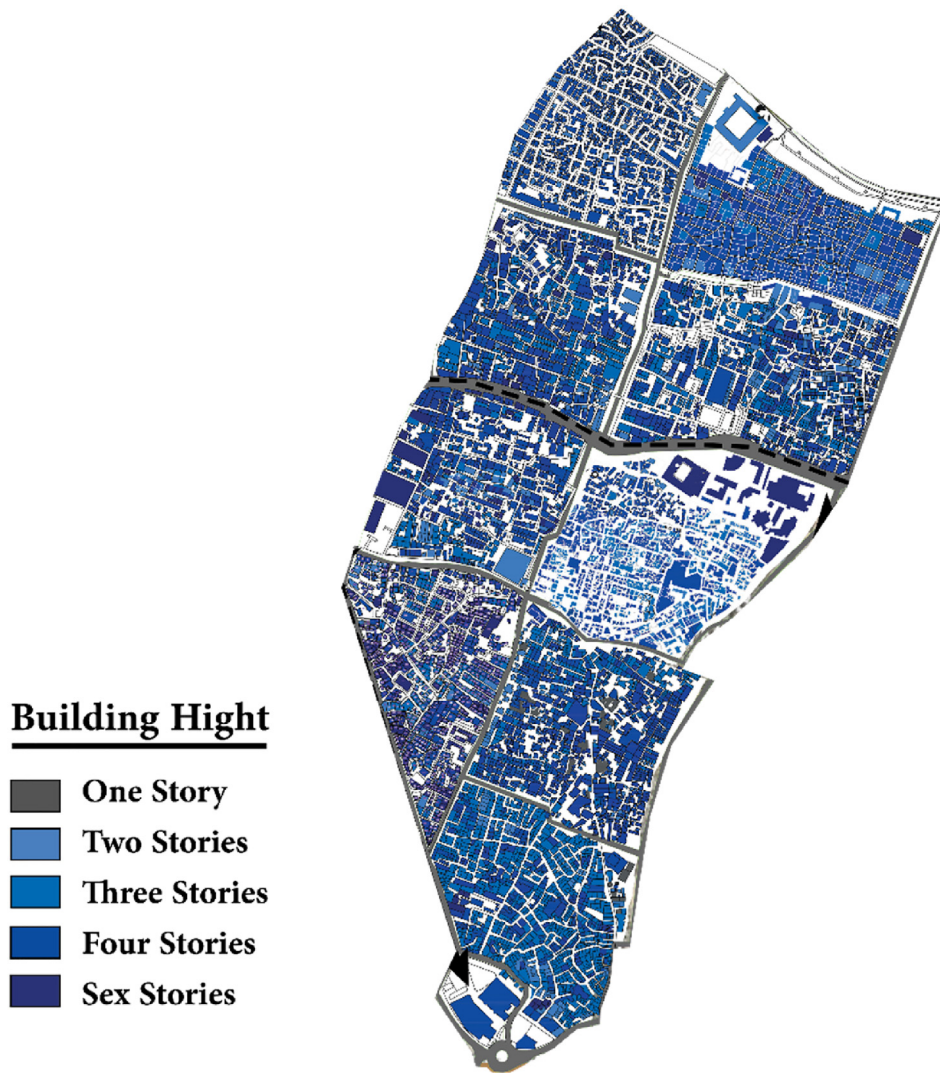 Building Hight
One Story
Two Stories
Three Stories
Four Stories
Sex Stories